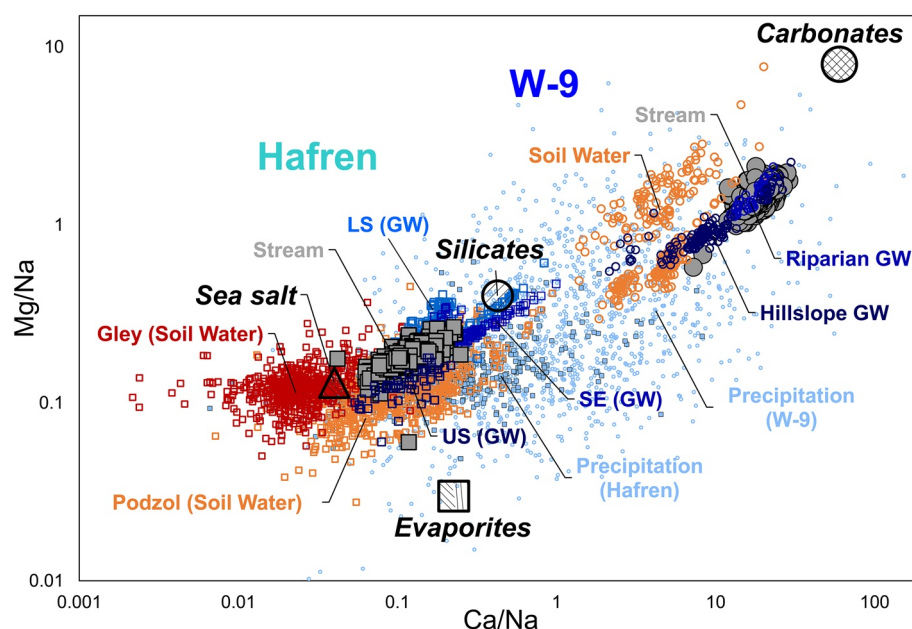 Carbonates
W-9
Stream
Hafren
Soil Water
LS (GW)
Stream
Silicates
Riparian GW
Sea salt
Hillslope GW
Gley (Soil Water)
SE (GW)
Precipitation
(W-9)
US (GW)
Precipitation
(Hafren)
Podzol (Soil Water)
Evaporites
Mg/Na
10
1
0.1
0.01
0.001
0.01
0.1
1
10
100
Ca/Na